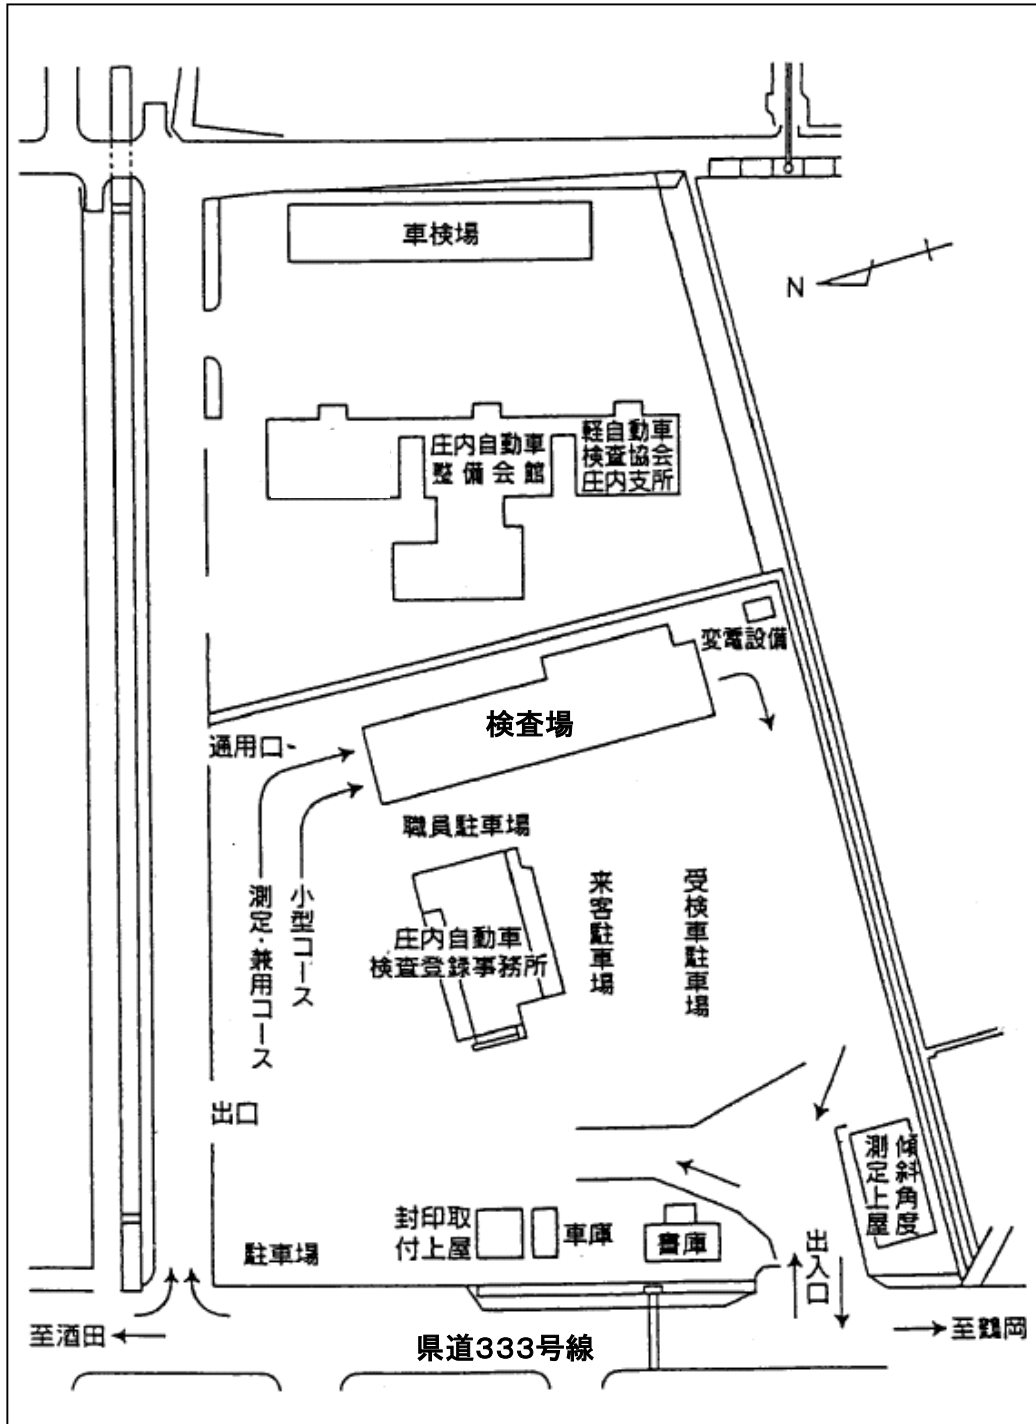 車検場
N
庄内自動車
整備会館
軽自動車
検査協会
庄内支所
変電設備
検査場
通用口
職員駐車場
測定・兼用コース
小型コース
庄内自動車
検査登録事務所
来客駐車場
受検車駐車場
出口
傾斜角度
測定上屋
封印取
付上屋
車庫
書庫
出入口
駐車場
至酒田
県道333号線
至鶴岡